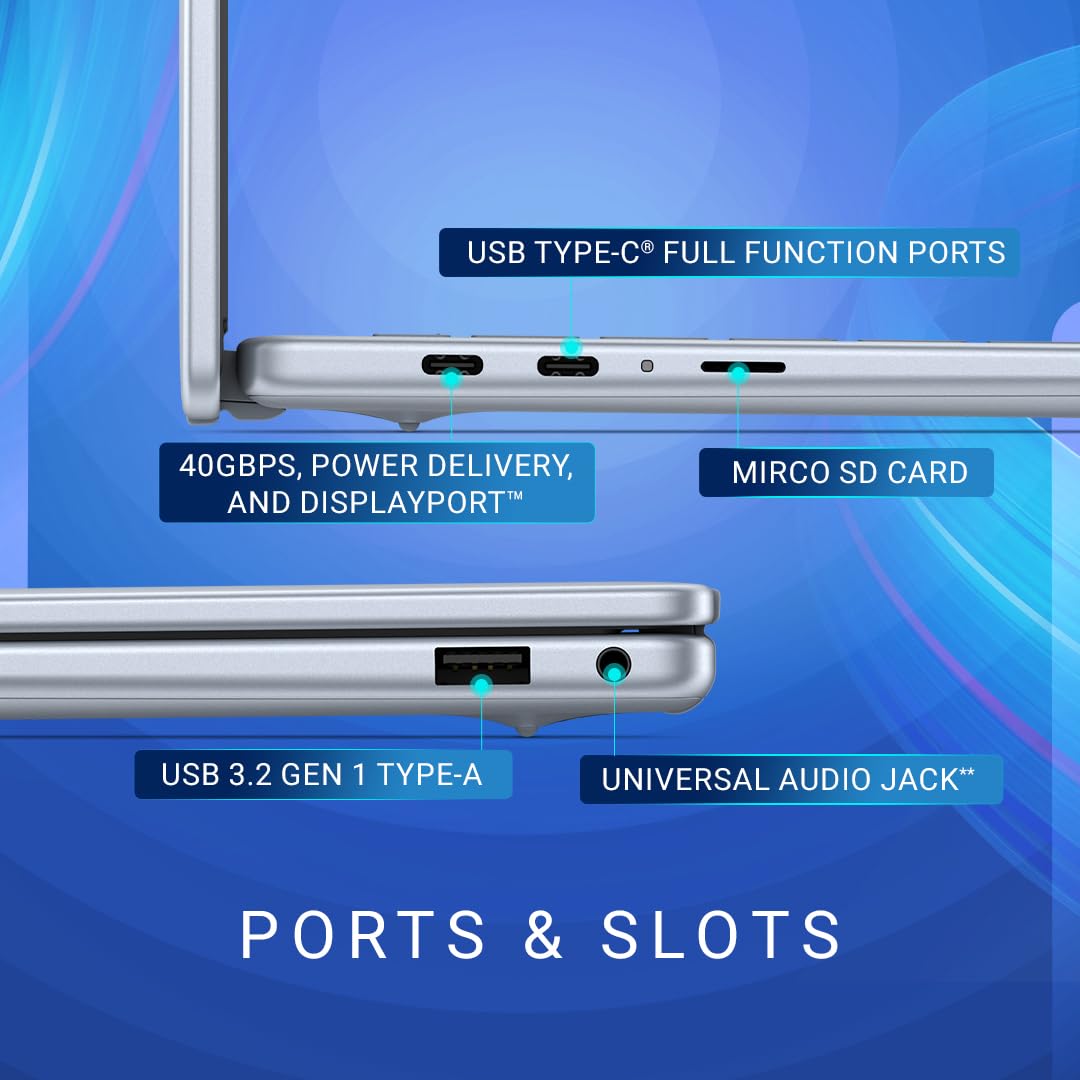 USB TYPE-C® FULL FUNCTION PORTS
40GBPS, POWER DELIVERY,
AND DISPLAYPORT™
MIRCO SD CARD
USB 3.2 GEN 1 TYPE-A
UNIVERSAL AUDIO JACK**
PORTS & SLOTS